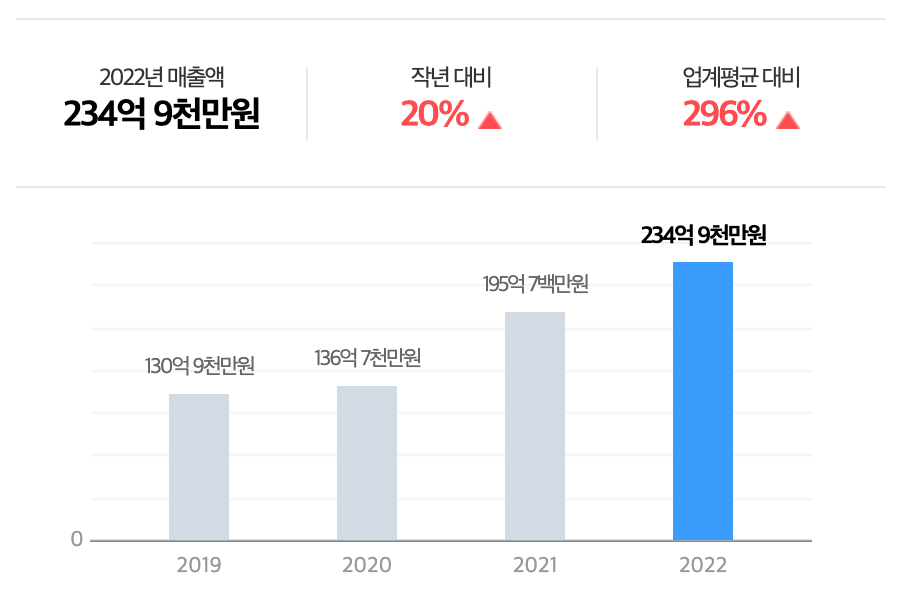 2022년 매출액
234억 9천만원
작년 대비
20% ▲
업계평균 대비
296% ▲
234억 9천만원
195억 7백만원
136억 7천만원
130억 9천만원
0
2019 2020 2021 2022